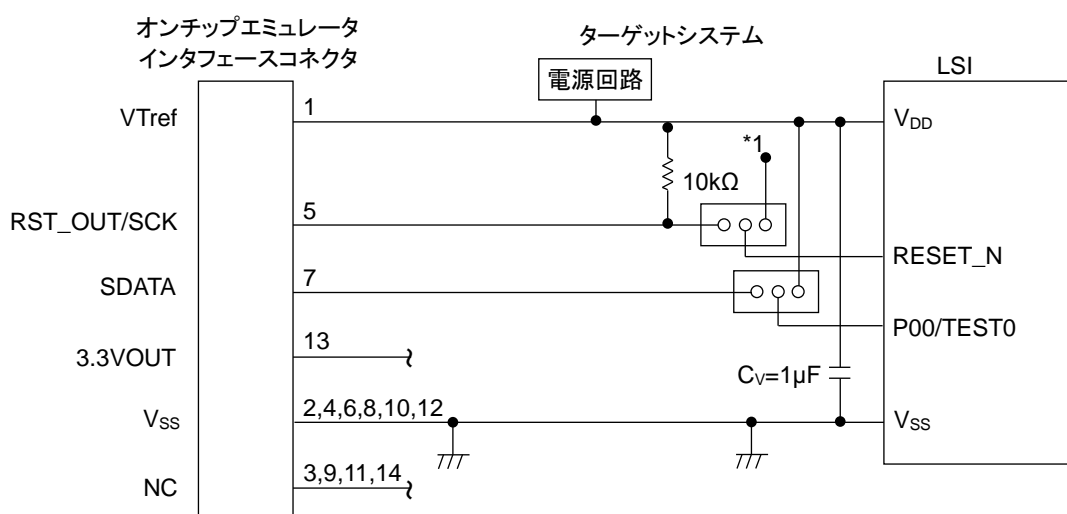 オンチップエミュレータ
インタフェースコネクタ
ターゲットシステム
電源回路
LSI
VTref
1
VDD
*1
10kΩ
RST_OUT/SCK
5
RESET_N
SDATA
7
P00/TEST0
3.3VOUT
13
CV=1μF
VSS
2,4,6,8,10,12
VSS
NC
3,9,11,14